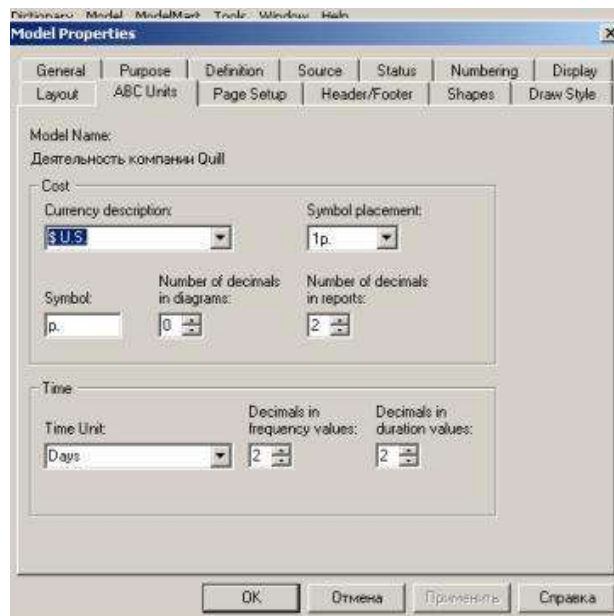 Dictionary Model ModelMart Tools Window Help
Model Properties
General Purpose Definition Source Status Numbering Display
Layout ABC Units Page Setup Header/Footer Shapes Draw Style
Model Name:
Деятельность компании Quill
Cost
Currency description: Symbol placement:
$ U.S. 1р.
Symbol: Number of decimals in diagrams: Number of decimals in reports:
р. 0 2
Time
Time Unit: Decimals in frequency values: Decimals in duration values:
Days 2 2
OK Отмена Применить Справка